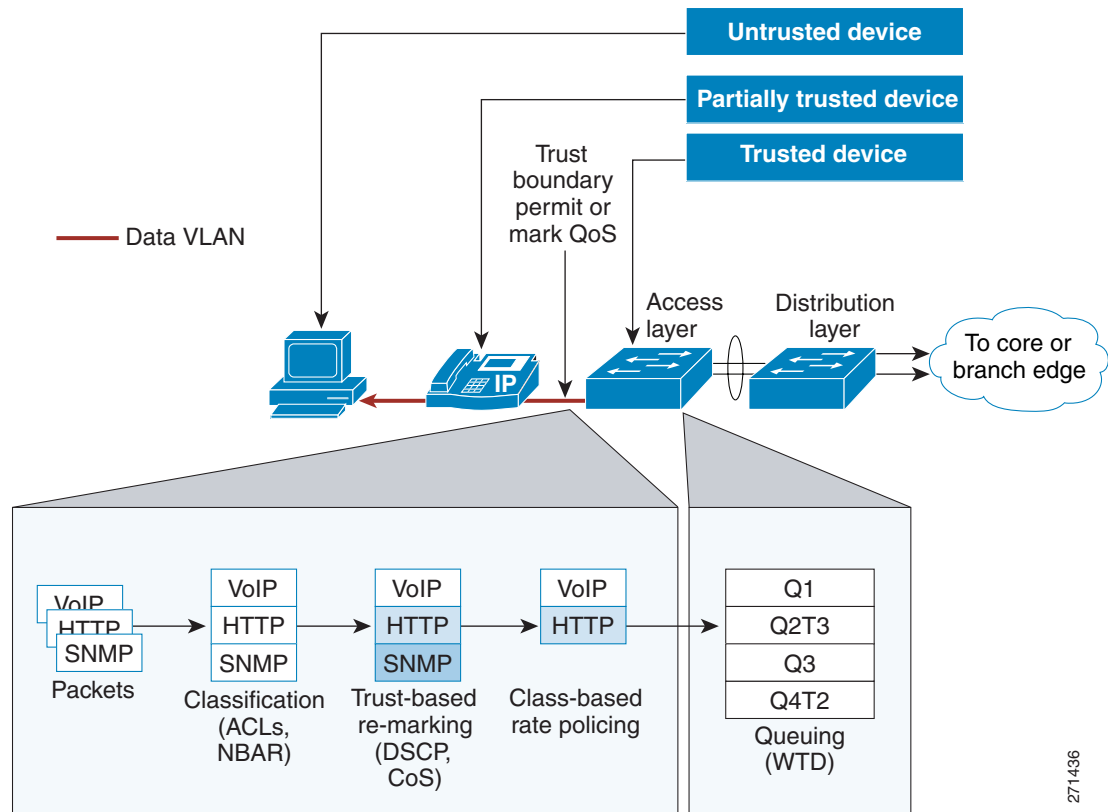 Untrusted device
Partially trusted device
Trusted device
Trust
boundary
permit or
mark QoS
Data VLAN
Access
layer
Distribution
layer
To core or
branch edge
IP
VoIP
HTTP
SNMP
Packets
VoIP
HTTP
SNMP
Classification
(ACLs,
NBAR)
VoIP
HTTP
SNMP
Trust-based
re-marking
(DSCP,
CoS)
VoIP
HTTP
Class-based
rate policing
Q1
Q2T3
Q3
Q4T2
Queuing
(WTD)
271436